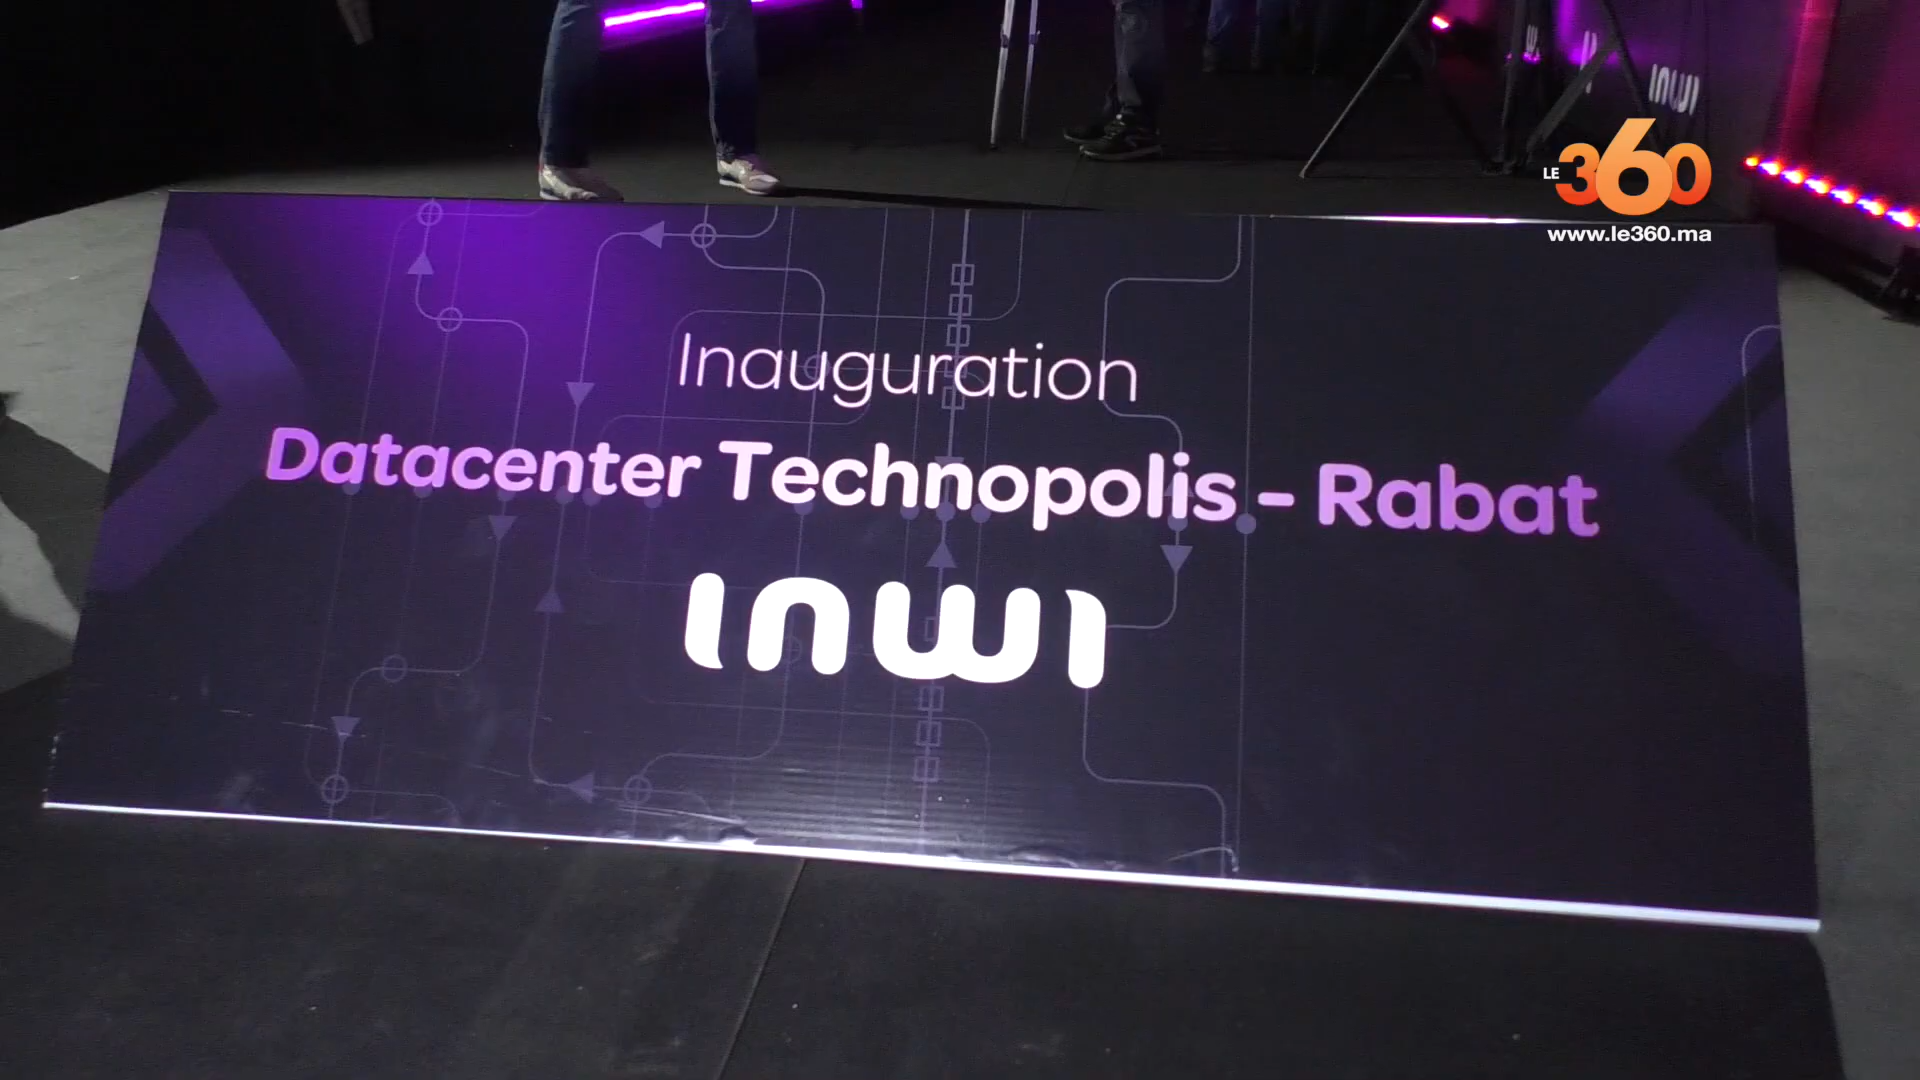 inwi
LE 360
www.le360.ma
Inauguration
Datacenter Technopolis - Rabat
inwi